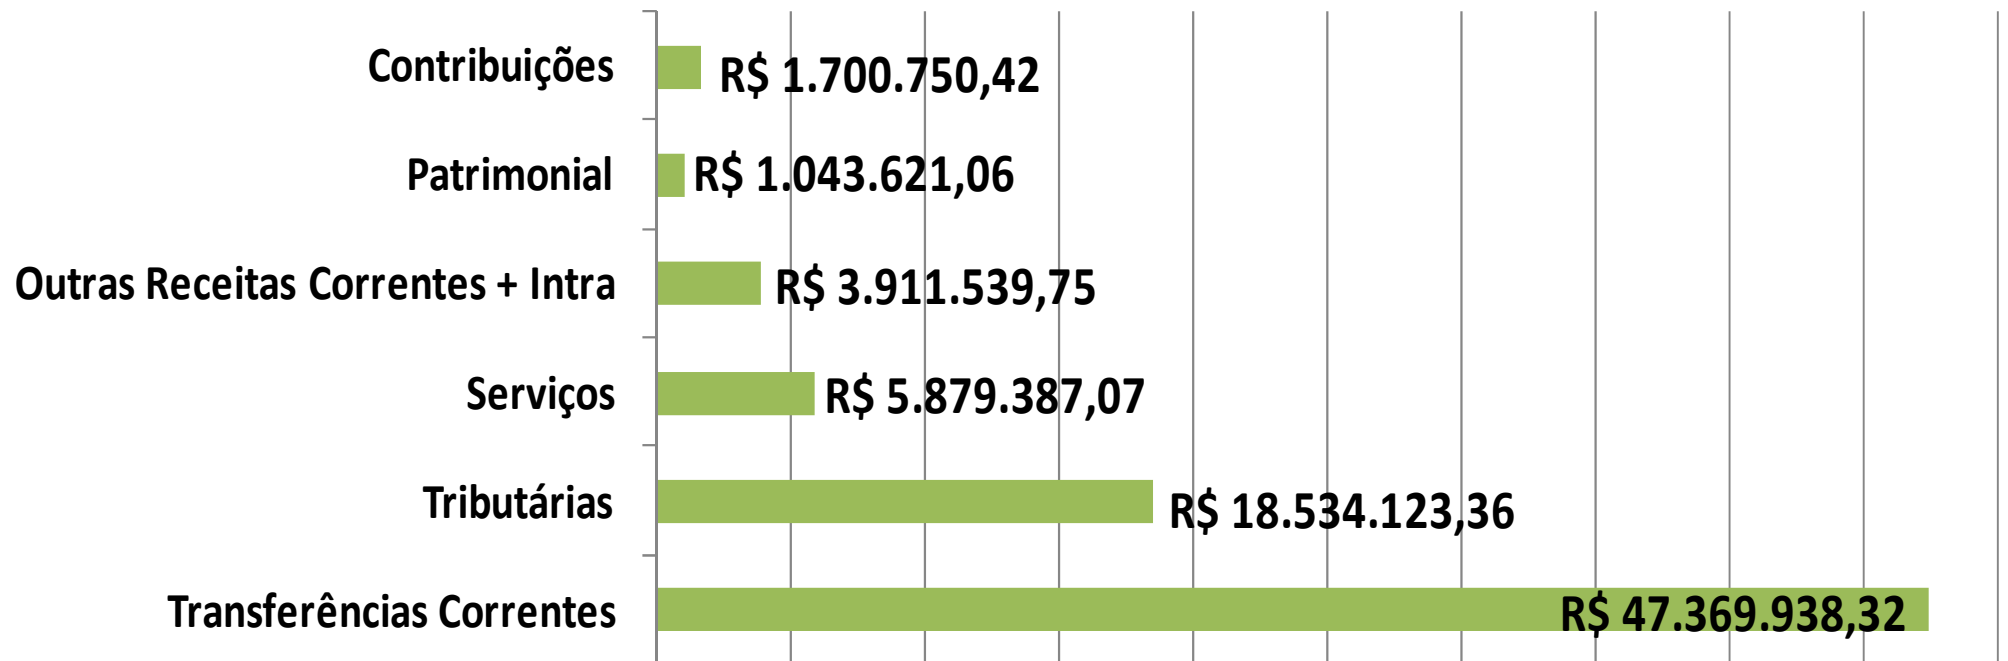 Contribuições R$ 1.700.750,42
Patrimonial R$ 1.043.621,06
Outras Receitas Correntes + Intra R$ 3.911.539,75
Serviços R$ 5.879.387,07
Tributárias R$ 18.534.123,36
Transferências Correntes R$ 47.369.938,32